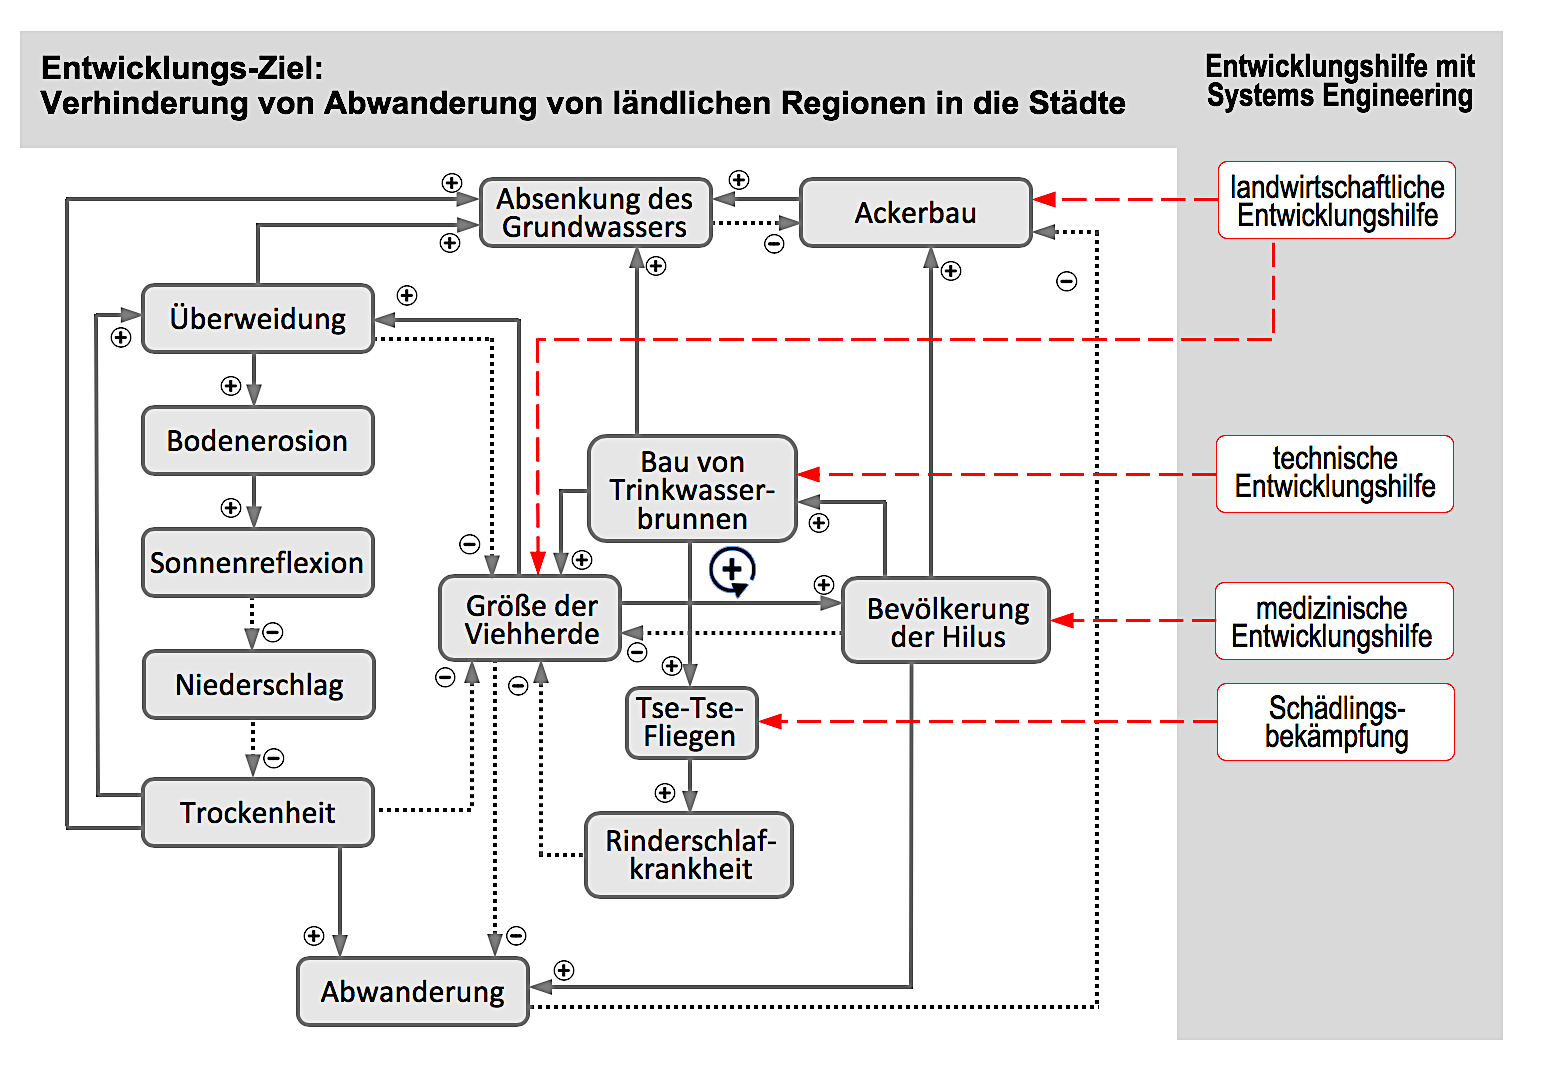 Entwicklungs-Ziel:
Verhinderung von Abwanderung von ländlichen Regionen in die Städte
Entwicklungshilfe mit
Systems Engineering
landwirtschaftliche
Entwicklungshilfe
Absenkung des
Grundwassers
Ackerbau
Überweidung
Bodenerosion
Bau von
Trinkwasser-
brunnen
technische
Entwicklungshilfe
Sonnenreflexion
Größe der
Viehherde
Bevölkerung
der Hilus
medizinische
Entwicklungshilfe
Niederschlag
Tse-Tse-
Fliegen
Schädlings-
bekämpfung
Trockenheit
Rinderschlaf-
krankheit
Abwanderung